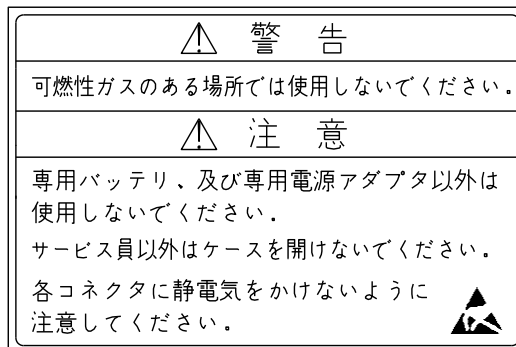 警告
可燃性ガスのある場所では使用しないでください．
注意
専用バッテリ、及び専用電源アダプタ以外は
使用しないでください．
サービス員以外はケースを開けないでください。
各コネクタに静電気をかけないように
注意してください。